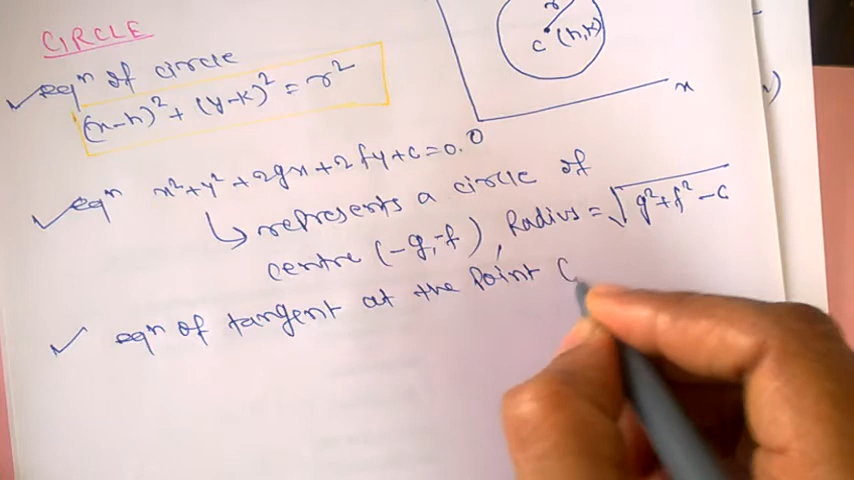 CIRCLE
eqⁿ of circle
(x-h)² + (y-k)² = r²
r
C (h,k)
0
x
eqⁿ x²+y²+2gx+2fy+c=0.
represents a circle of
centre (-g,-f), Radius = √g²+f²-c
eqⁿ of tangent at the point (